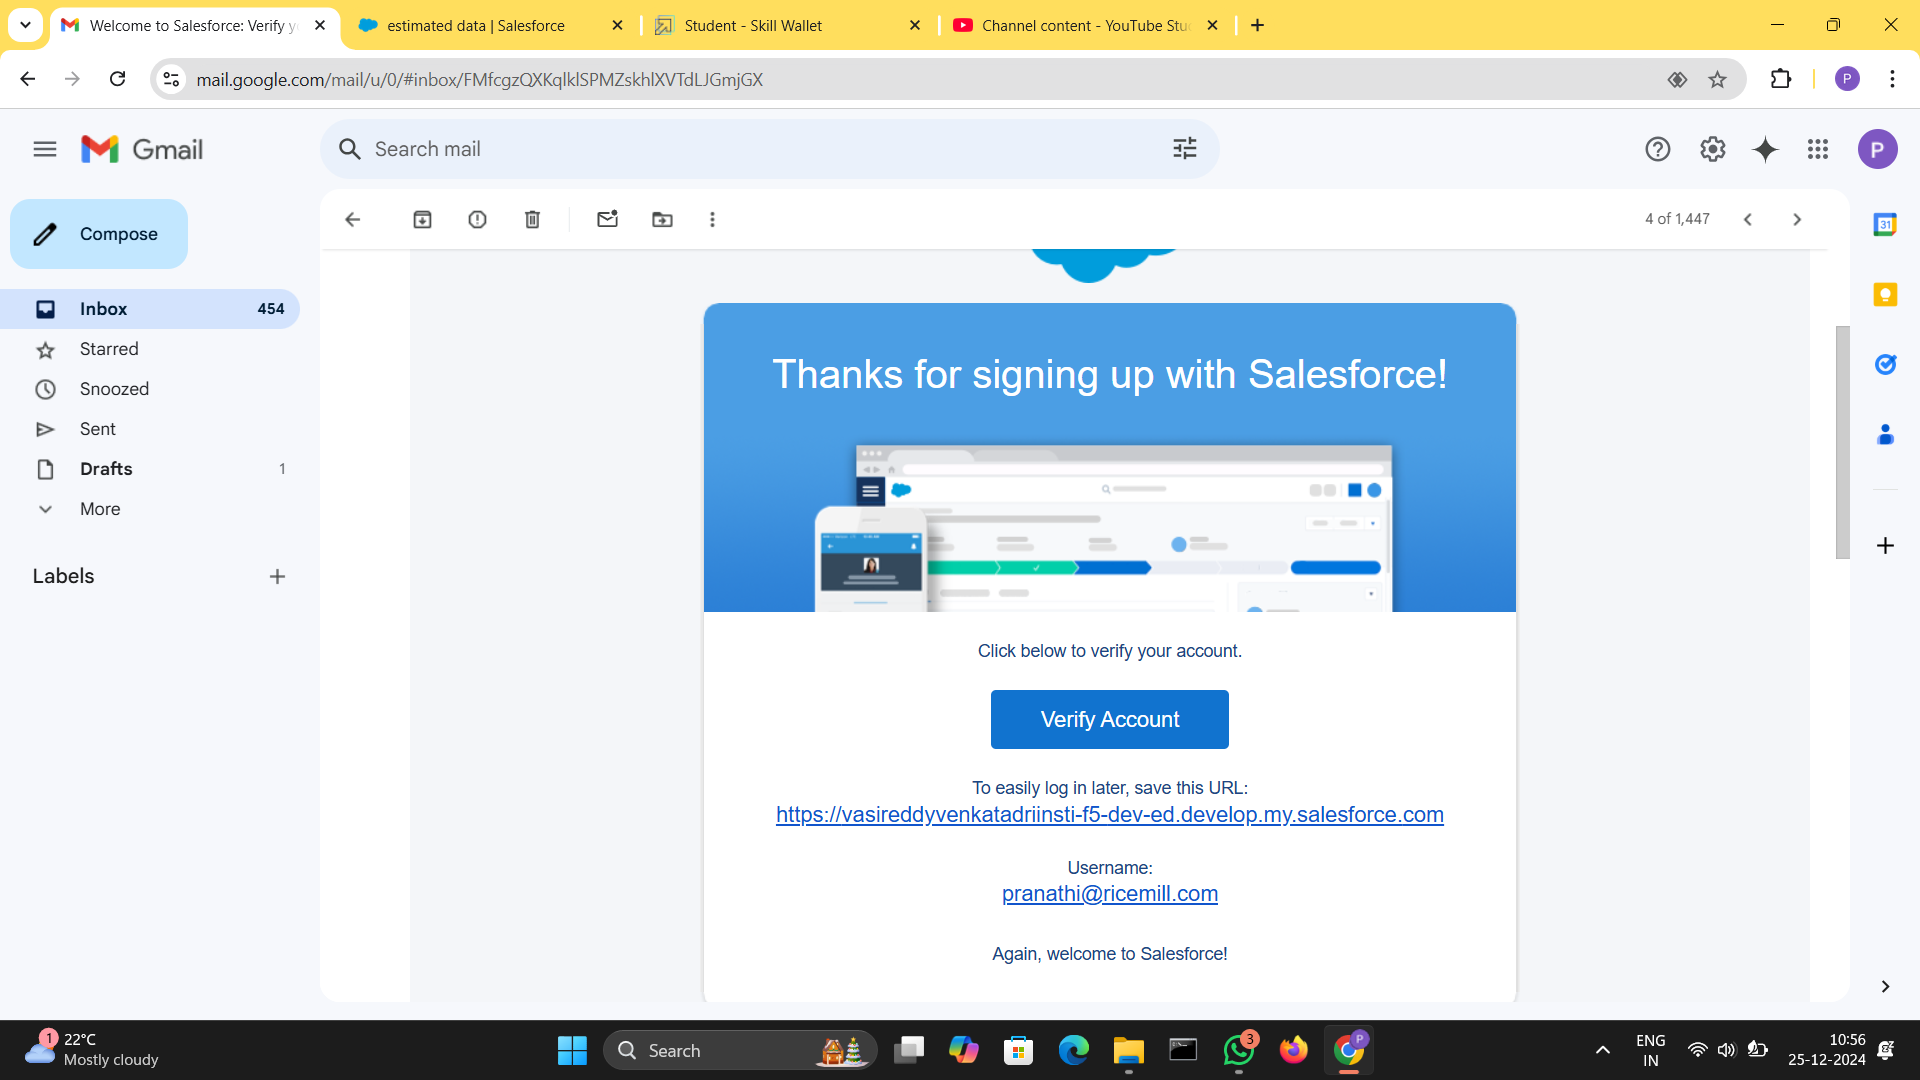 Welcome to Salesforce: Verify y
estimated data | Salesforce
Student - Skill Wallet
Channel content - YouTube Stu
mail.google.com/mail/u/0/#inbox/FMfcgzQXKqlklSPMZskhlXVTdLJGmjGX
P
Gmail
Search mail
P
Compose
4 of 1,447
31
Inbox 454
Starred
Snoozed
Sent
Drafts 1
More
Labels
Thanks for signing up with Salesforce!
Click below to verify your account.
Verify Account
To easily log in later, save this URL:
https://vasireddyvenkatadriinsti-f5-dev-ed.develop.my.salesforce.com
Username:
pranathi@ricemill.com
Again, welcome to Salesforce!
1
22°C
Mostly cloudy
Search
3
P
ENG
IN
10:56
25-12-2024